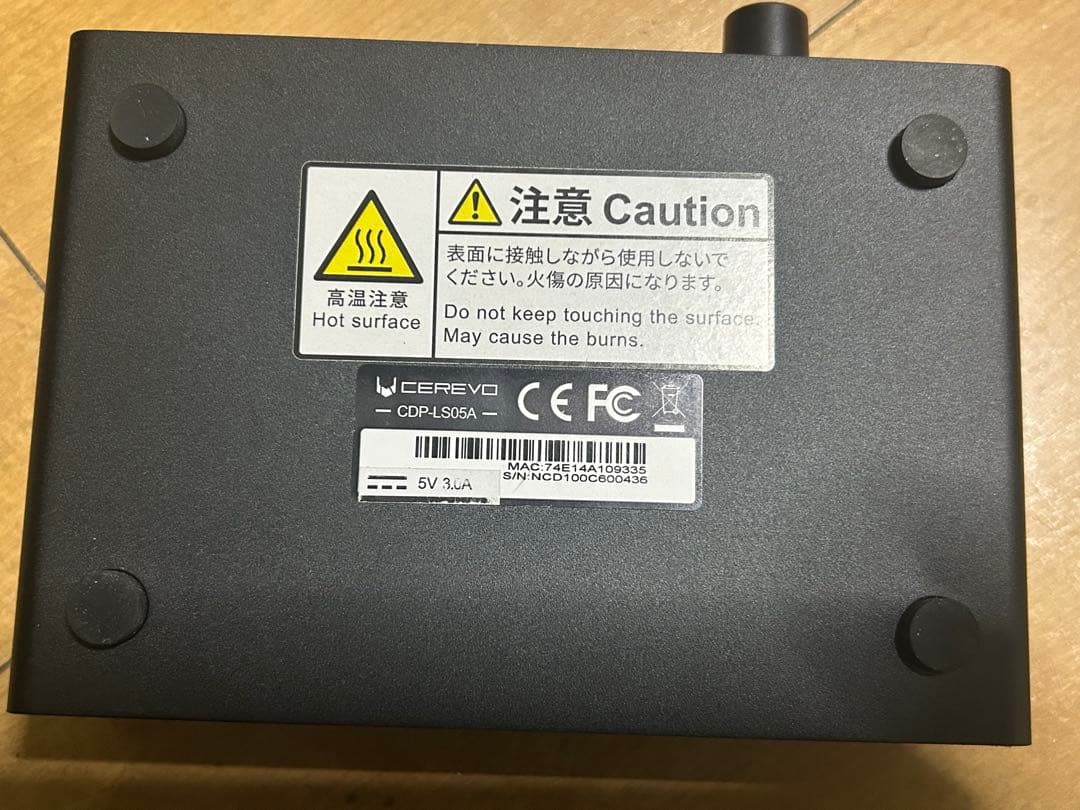 注意 Caution
高温注意
Hot surface
表面に接触しながら使用しないで
ください。火傷の原因になります。
Do not keep touching the surface.
May cause the burns.
CEREVO
CDP-LS05A
CE FC
MAC:74E14A109335
S/N:NCD100C600436
5V 3.0A